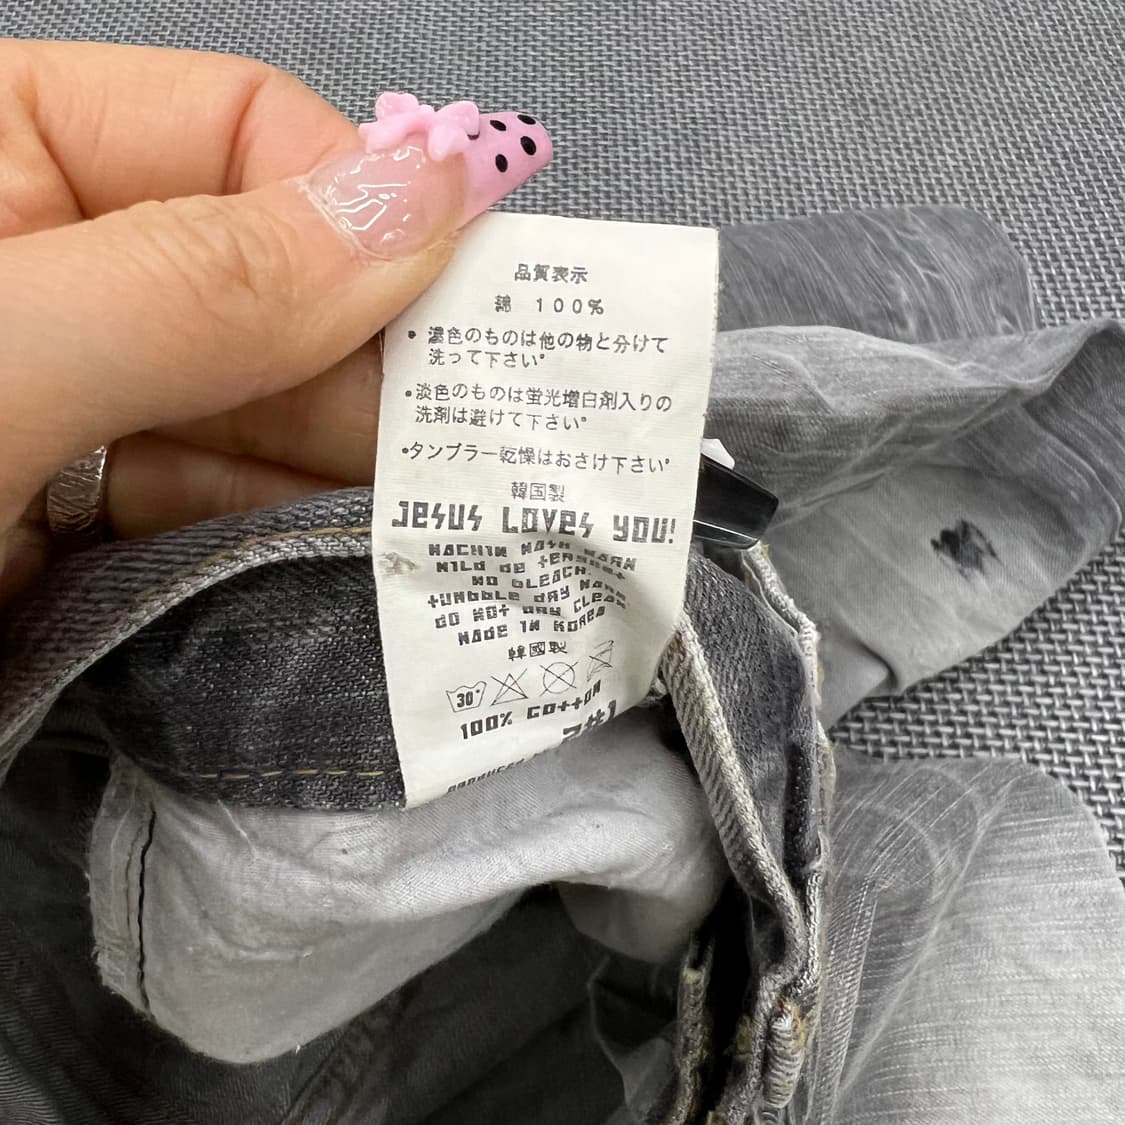 品質表示
綿 100%
• 濃色のものは他の物と分けて
洗って下さい。
•淡色のものは蛍光増白剤入りの
洗剤は避けて下さい。
•タンブラー乾燥はおさけ下さい。
韓国製
Jesus Loves you!
MACHIN WASH WARM
MILd de tERGENt
NO bLEACH.
tUMbbLe dRY WARM
dO NOt dRY CLEAN
MAde IN KOREA
韓國製
30°
100% COttON
PRODUCED